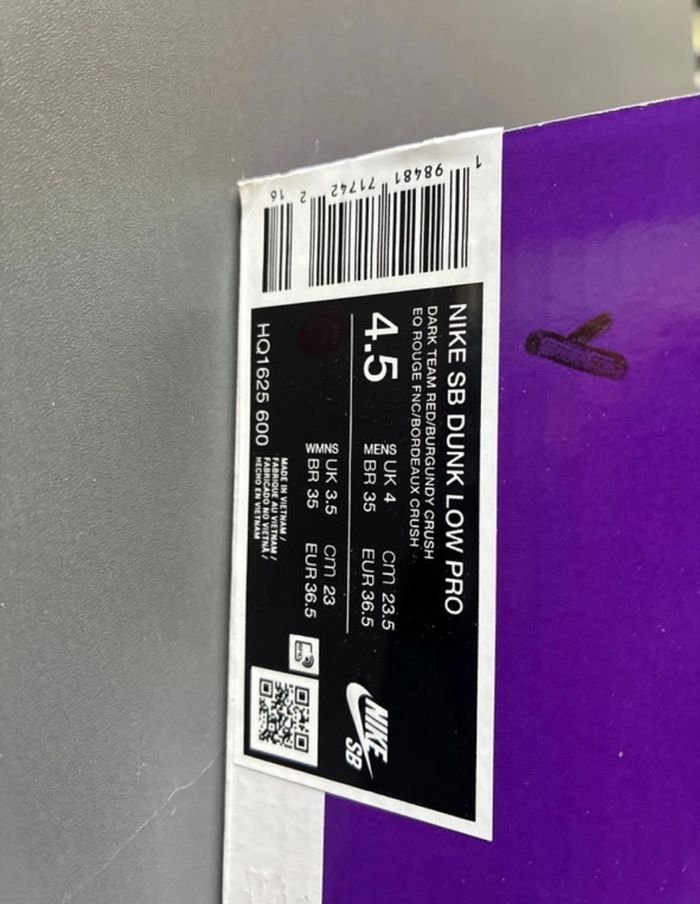 1 98481 71742 2 16
NIKE SB DUNK LOW PRO
DARK TEAM RED/BURGUNDY CRUSH
EQ ROUGE FNC/BORDEAUX CRUSH
4.5
MENS UK 4 CM 23.5
BR 35 EUR 36.5
WMNS UK 3.5 CM 23
BR 35 EUR 36.5
HQ1625 600
MADE IN VIETNAM /
FABRIQUE AU VIETNAM /
FABRICADO NO VIETNÃ /
HECHO EN VIETNAM
NIKE
SB